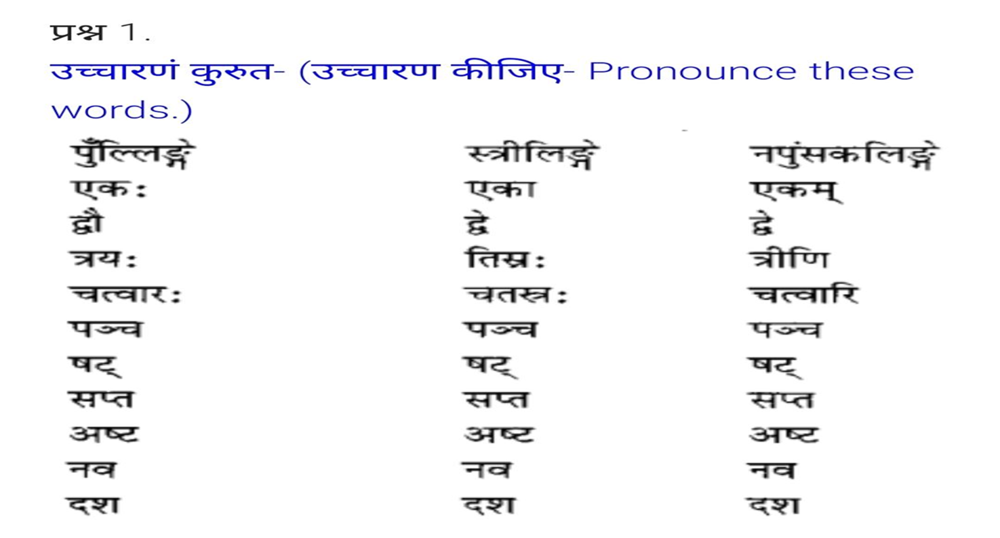 प्रश्न 1.
उच्चारणं कुरुत- (उच्चारण कीजिए- Pronounce these
words.)
पुँल्लिङ्गे स्त्रीलिङ्गे नपुंसकलिङ्गे
एक: एका एकम्
द्वौ द्वे द्वे
त्रय: तिस्र: त्रीणि
चत्वार: चतस्त्र: चत्वारि
पञ्च पञ्च पञ्च
षट् षट् षट्
सप्त सप्त सप्त
अष्ट अष्ट अष्ट
नव नव नव
दश दश दश